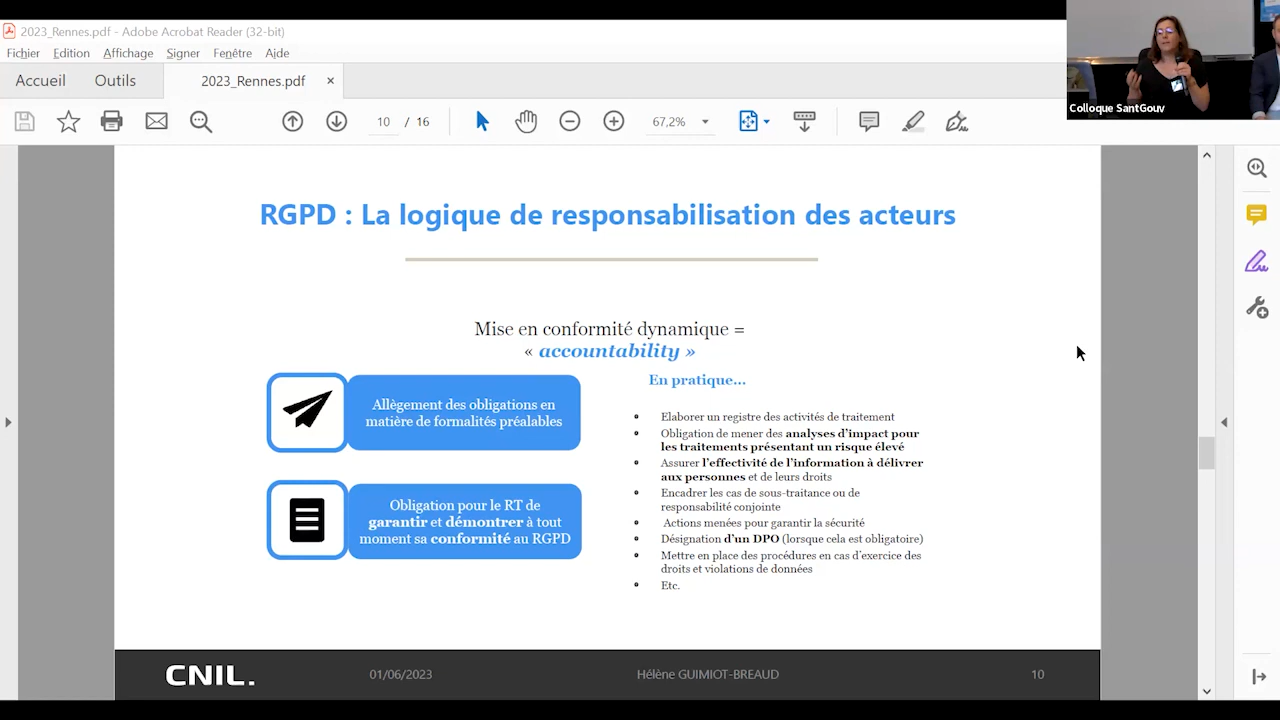 2023_Rennes.pdf - Adobe Acrobat Reader (32-bit)
Fichier Edition Affichage Signer Fenêtre Aide
Accueil Outils 2023_Rennes.pdf ×
10 / 16 67,2%
Colloque SantGouv
RGPD : La logique de responsabilisation des acteurs
Mise en conformité dynamique =
« accountability »
Allègement des obligations en
matière de formalités préalables
Obligation pour le RT de
garantir et démontrer à tout
moment sa conformité au RGPD
En pratique...
• Elaborer un registre des activités de traitement
• Obligation de mener des analyses d'impact pour
les traitements présentant un risque élevé
• Assurer l'effectivité de l'information à délivrer
aux personnes et de leurs droits
• Encadrer les cas de sous-traitance ou de
responsabilité conjointe
• Actions menées pour garantir la sécurité
• Désignation d'un DPO (lorsque cela est obligatoire)
• Mettre en place des procédures en cas d'exercice des
droits et violations de données
• Etc.
CNIL. 01/06/2023 Hélène GUIMIOT-BREAUD 10